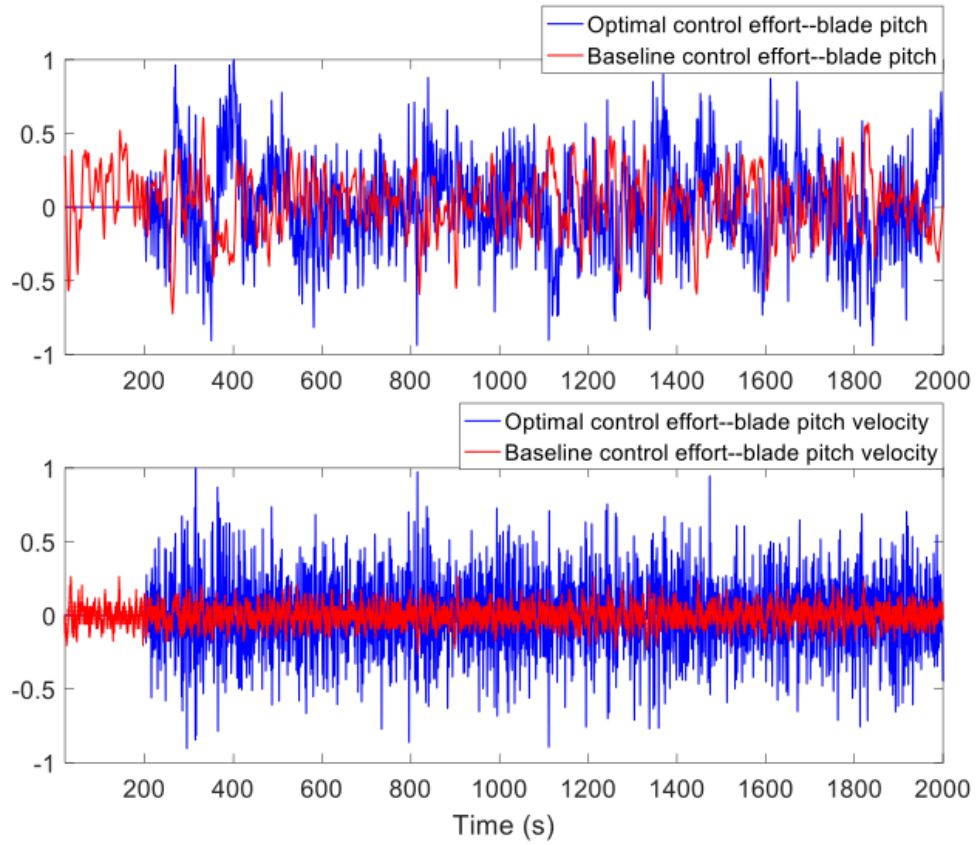 Optimal control effort--blade pitch
Baseline control effort--blade pitch
1
0.5
0
-0.5
-1
200 400 600 800 1000 1200 1400 1600 1800 2000
Optimal control effort--blade pitch velocity
Baseline control effort--blade pitch velocity
1
0.5
0
-0.5
-1
200 400 600 800 1000 1200 1400 1600 1800 2000
Time (s)